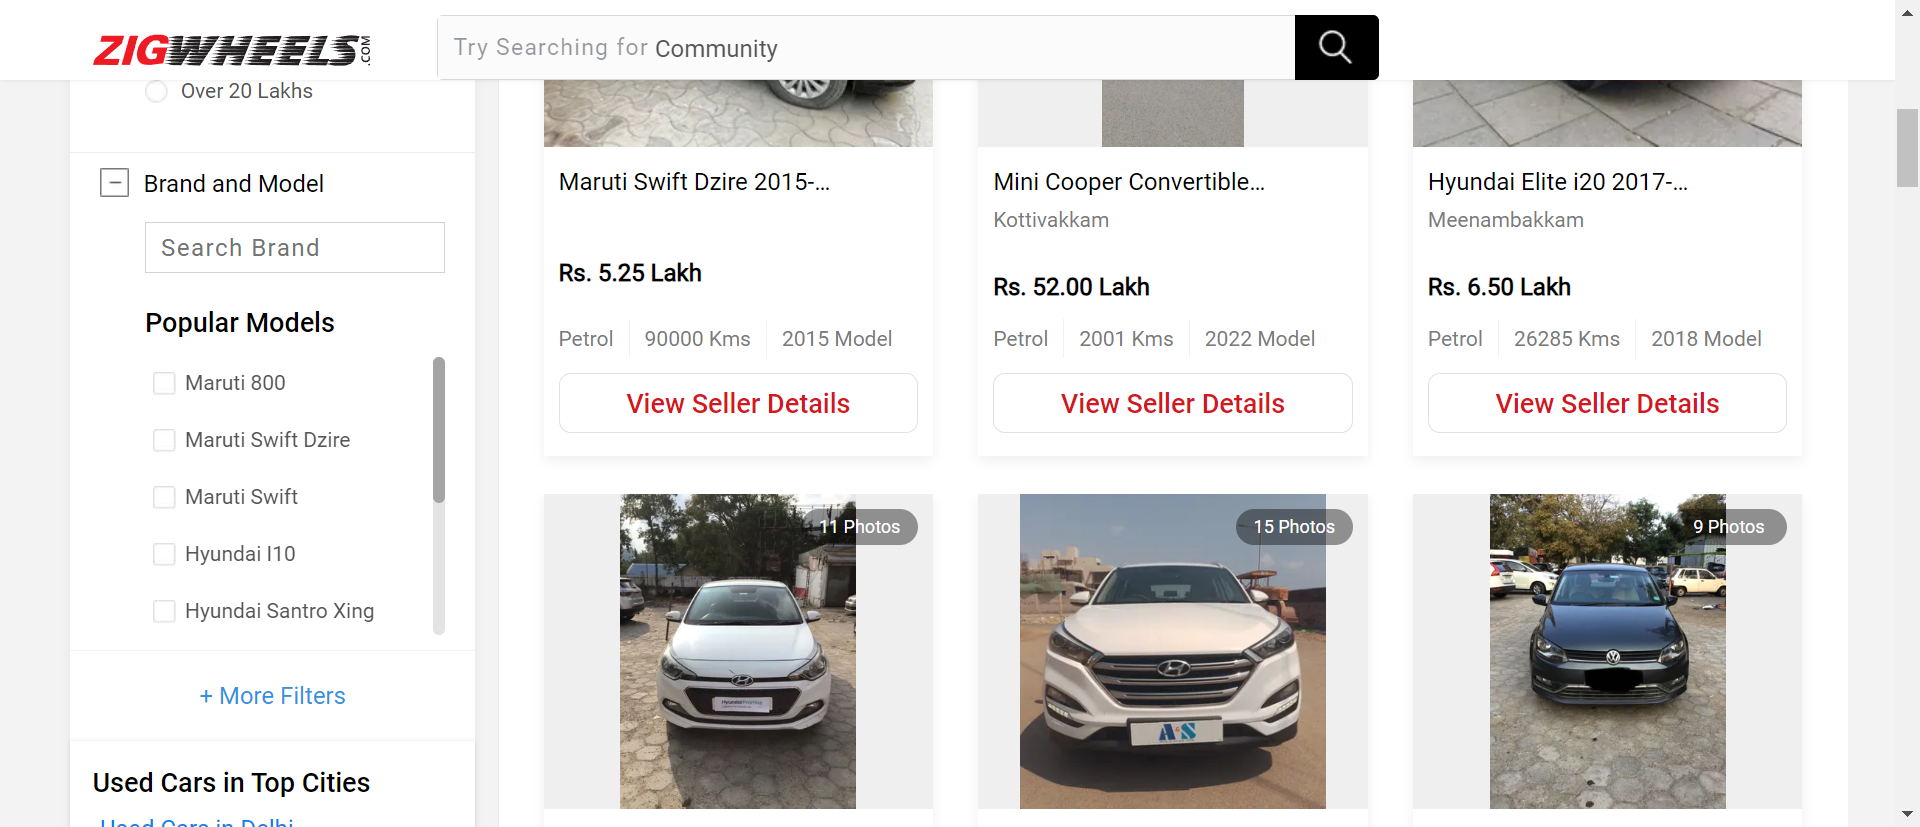 ZIGWHEELS.COM
Try Searching for Community
Over 20 Lakhs
Brand and Model
Search Brand
Popular Models
Maruti 800
Maruti Swift Dzire
Maruti Swift
Hyundai I10
Hyundai Santro Xing
+ More Filters
Used Cars in Top Cities
Used Cars in Delhi
Maruti Swift Dzire 2015-...
Rs. 5.25 Lakh
Petrol
90000 Kms
2015 Model
View Seller Details
Mini Cooper Convertible...
Kottivakkam
Rs. 52.00 Lakh
Petrol
2001 Kms
2022 Model
View Seller Details
Hyundai Elite i20 2017-...
Meenambakkam
Rs. 6.50 Lakh
Petrol
26285 Kms
2018 Model
View Seller Details
11 Photos
15 Photos
A&S
9 Photos